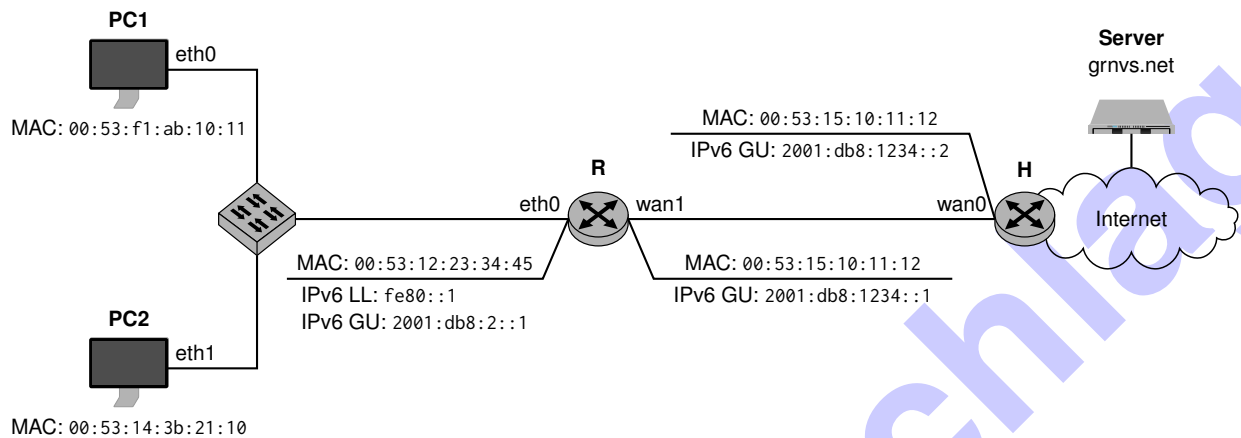 PC1
eth0
MAC: 00:53:f1:ab:10:11
Server
grnvs.net
MAC: 00:53:15:10:11:12
IPv6 GU: 2001:db8:1234::2
R
H
eth0
wan1
wan0
Internet
MAC: 00:53:12:23:34:45
IPv6 LL: fe80::1
IPv6 GU: 2001:db8:2::1
MAC: 00:53:15:10:11:12
IPv6 GU: 2001:db8:1234::1
PC2
eth1
MAC: 00:53:14:3b:21:10